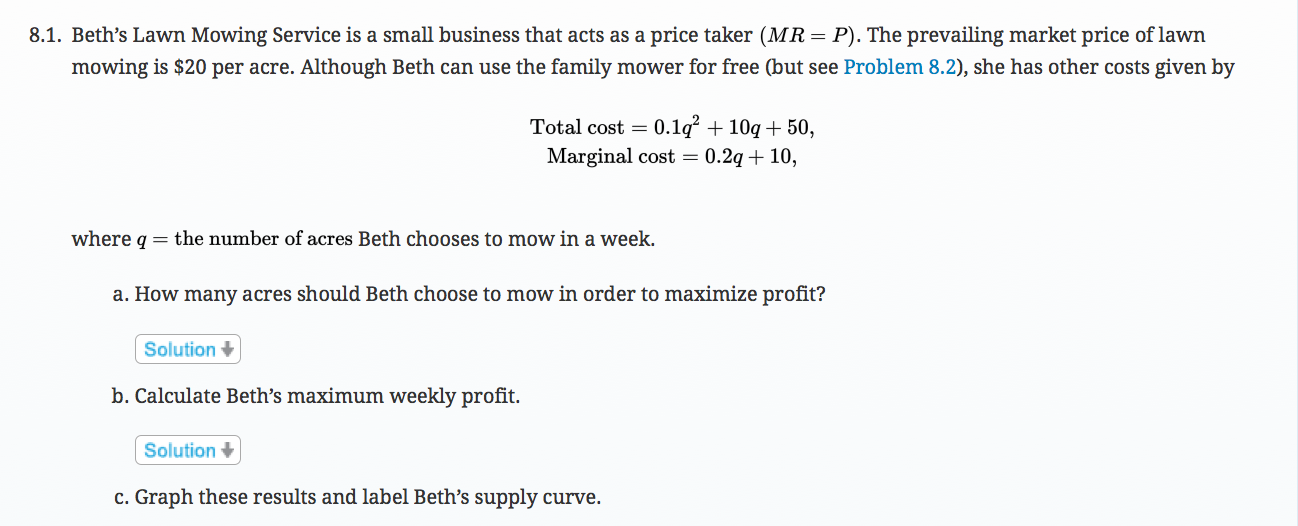 8.1. Beth’s Lawn Mowing Service is a small business that acts as a price taker (MR = P). The prevailing market price of lawn
mowing is $20 per acre. Although Beth can use the family mower for free (but see Problem 8.2), she has other costs given by
Total cost = 0.1q² + 10q + 50,
Marginal cost = 0.2q + 10,
where q = the number of acres Beth chooses to mow in a week.
a. How many acres should Beth choose to mow in order to maximize profit?
Solution
b. Calculate Beth’s maximum weekly profit.
Solution
c. Graph these results and label Beth’s supply curve.